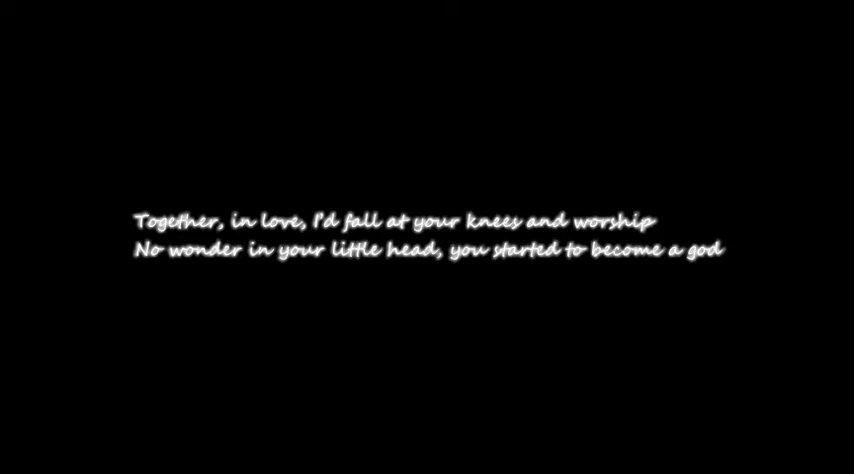 Together, in love, I'd fall at your knees and worship
No wonder in your little head, you started to become a god